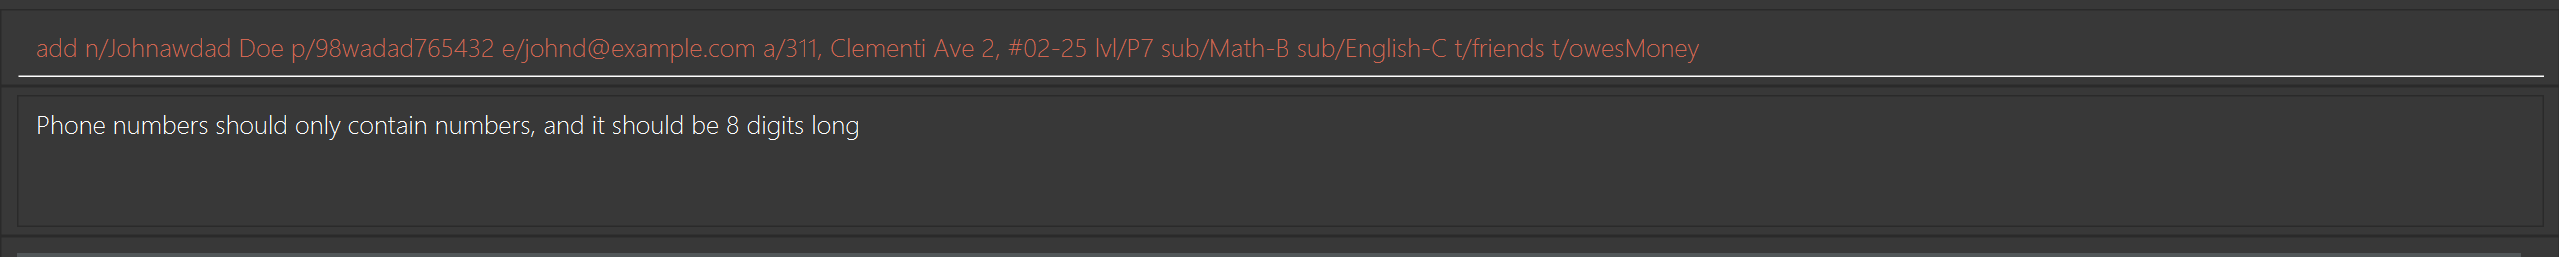 add n/Johnawdad Doe p/98wadad765432 e/johnd@example.com a/311, Clementi Ave 2, #02-25 lvl/P7 sub/Math-B sub/English-C t/friends t/owesMoney
Phone numbers should only contain numbers, and it should be 8 digits long